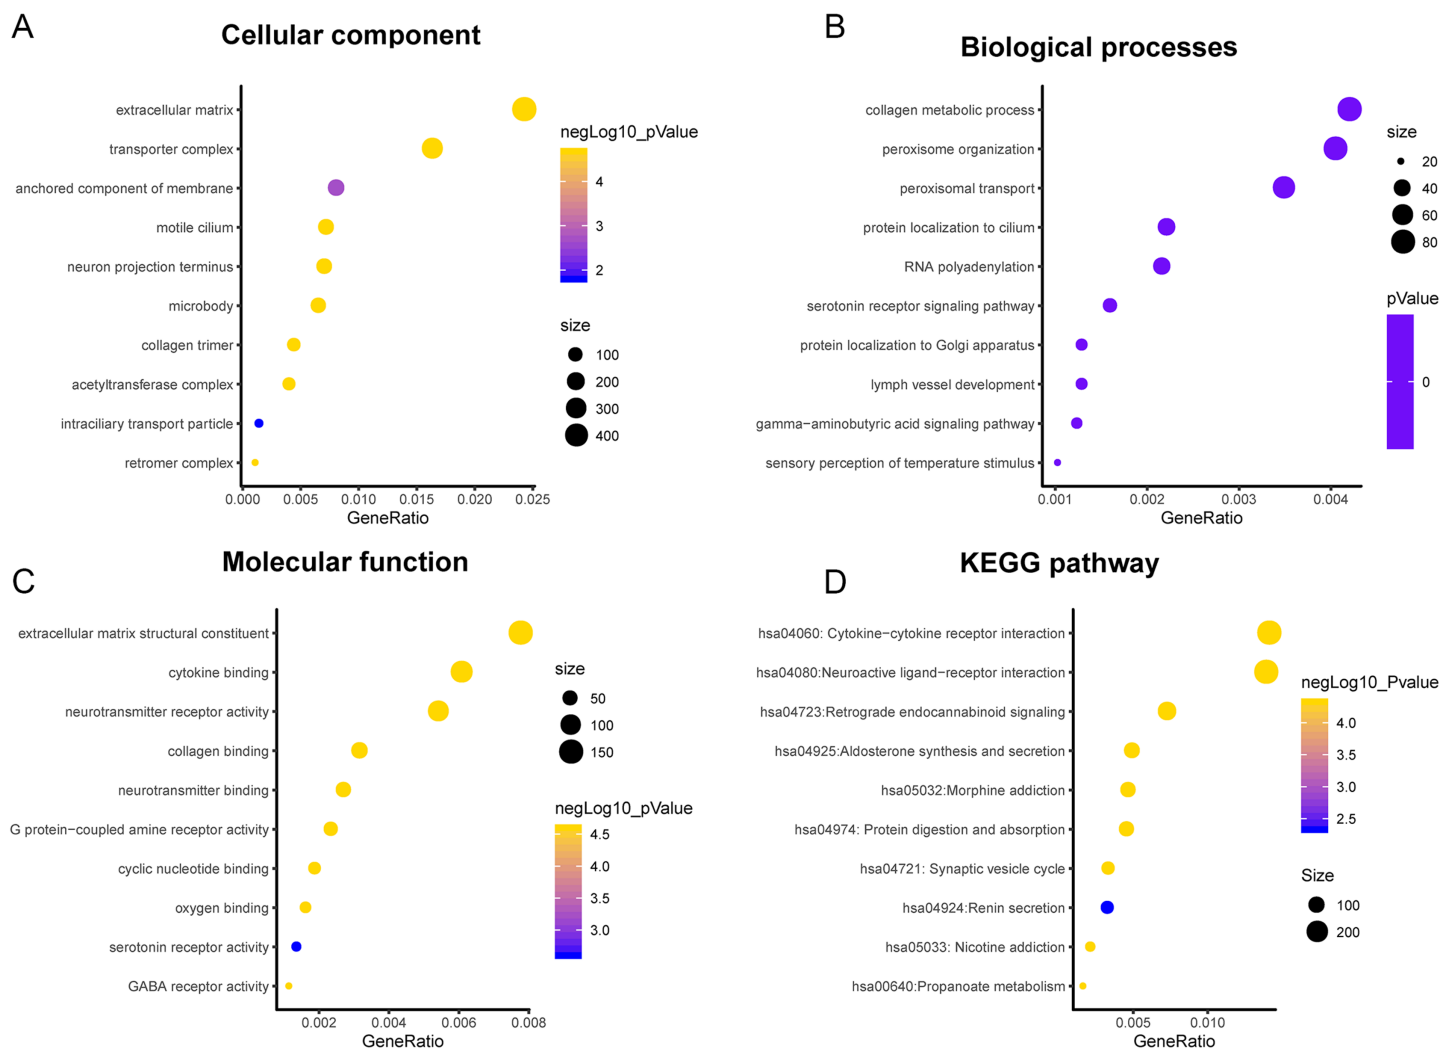 A
Cellular component
extracellular matrix
transporter complex
anchored component of membrane
motile cilium
neuron projection terminus
microbody
collagen trimer
acetyltransferase complex
intraciliary transport particle
retromer complex
0.000 0.005 0.010 0.015 0.020 0.025
GeneRatio
negLog10_pValue
4
3
2
size
100
200
300
400
B
Biological processes
collagen metabolic process
peroxisome organization
peroxisomal transport
protein localization to cilium
RNA polyadenylation
serotonin receptor signaling pathway
protein localization to Golgi apparatus
lymph vessel development
gamma−aminobutyric acid signaling pathway
sensory perception of temperature stimulus
0.001 0.002 0.003 0.004
GeneRatio
size
20
40
60
80
pValue
0
C
Molecular function
extracellular matrix structural constituent
cytokine binding
neurotransmitter receptor activity
collagen binding
neurotransmitter binding
G protein−coupled amine receptor activity
cyclic nucleotide binding
oxygen binding
serotonin receptor activity
GABA receptor activity
0.002 0.004 0.006 0.008
GeneRatio
size
50
100
150
negLog10_pValue
4.5
4.0
3.5
3.0
D
KEGG pathway
hsa04060: Cytokine−cytokine receptor interaction
hsa04080:Neuroactive ligand−receptor interaction
hsa04723:Retrograde endocannabinoid signaling
hsa04925:Aldosterone synthesis and secretion
hsa05032:Morphine addiction
hsa04974: Protein digestion and absorption
hsa04721: Synaptic vesicle cycle
hsa04924:Renin secretion
hsa05033: Nicotine addiction
hsa00640:Propanoate metabolism
0.005 0.010
GeneRatio
negLog10_Pvalue
4.0
3.5
3.0
2.5
Size
100
200